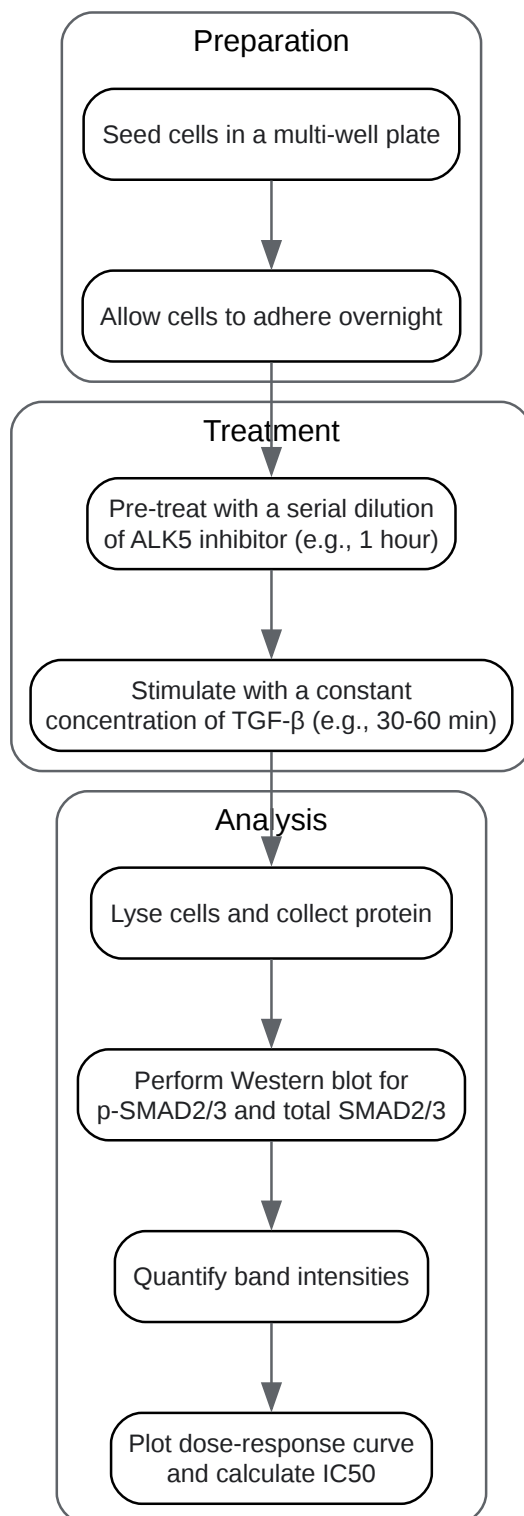 Preparation
Seed cells in a multi-well plate
Allow cells to adhere overnight
Treatment
Pre-treat with a serial dilution
of ALK5 inhibitor (e.g., 1 hour)
Stimulate with a constant
concentration of TGF-β (e.g., 30-60 min)
Analysis
Lyse cells and collect protein
Perform Western blot for
p-SMAD2/3 and total SMAD2/3
Quantify band intensities
Plot dose-response curve
and calculate IC50